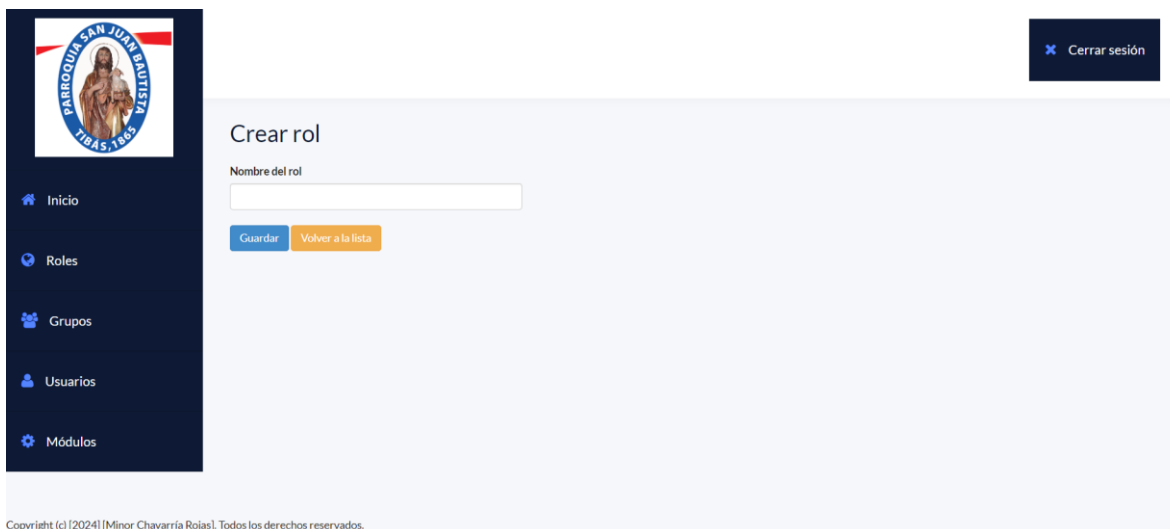 PARROQUIA SAN JUAN BAUTISTA
TIBÁS, 1865
Cerrar sesión
Crear rol
Nombre del rol
Guardar Volver a la lista
Inicio
Roles
Grupos
Usuarios
Módulos
Copyright (c) [2024] [Minor Chavarría Rojas]. Todos los derechos reservados.